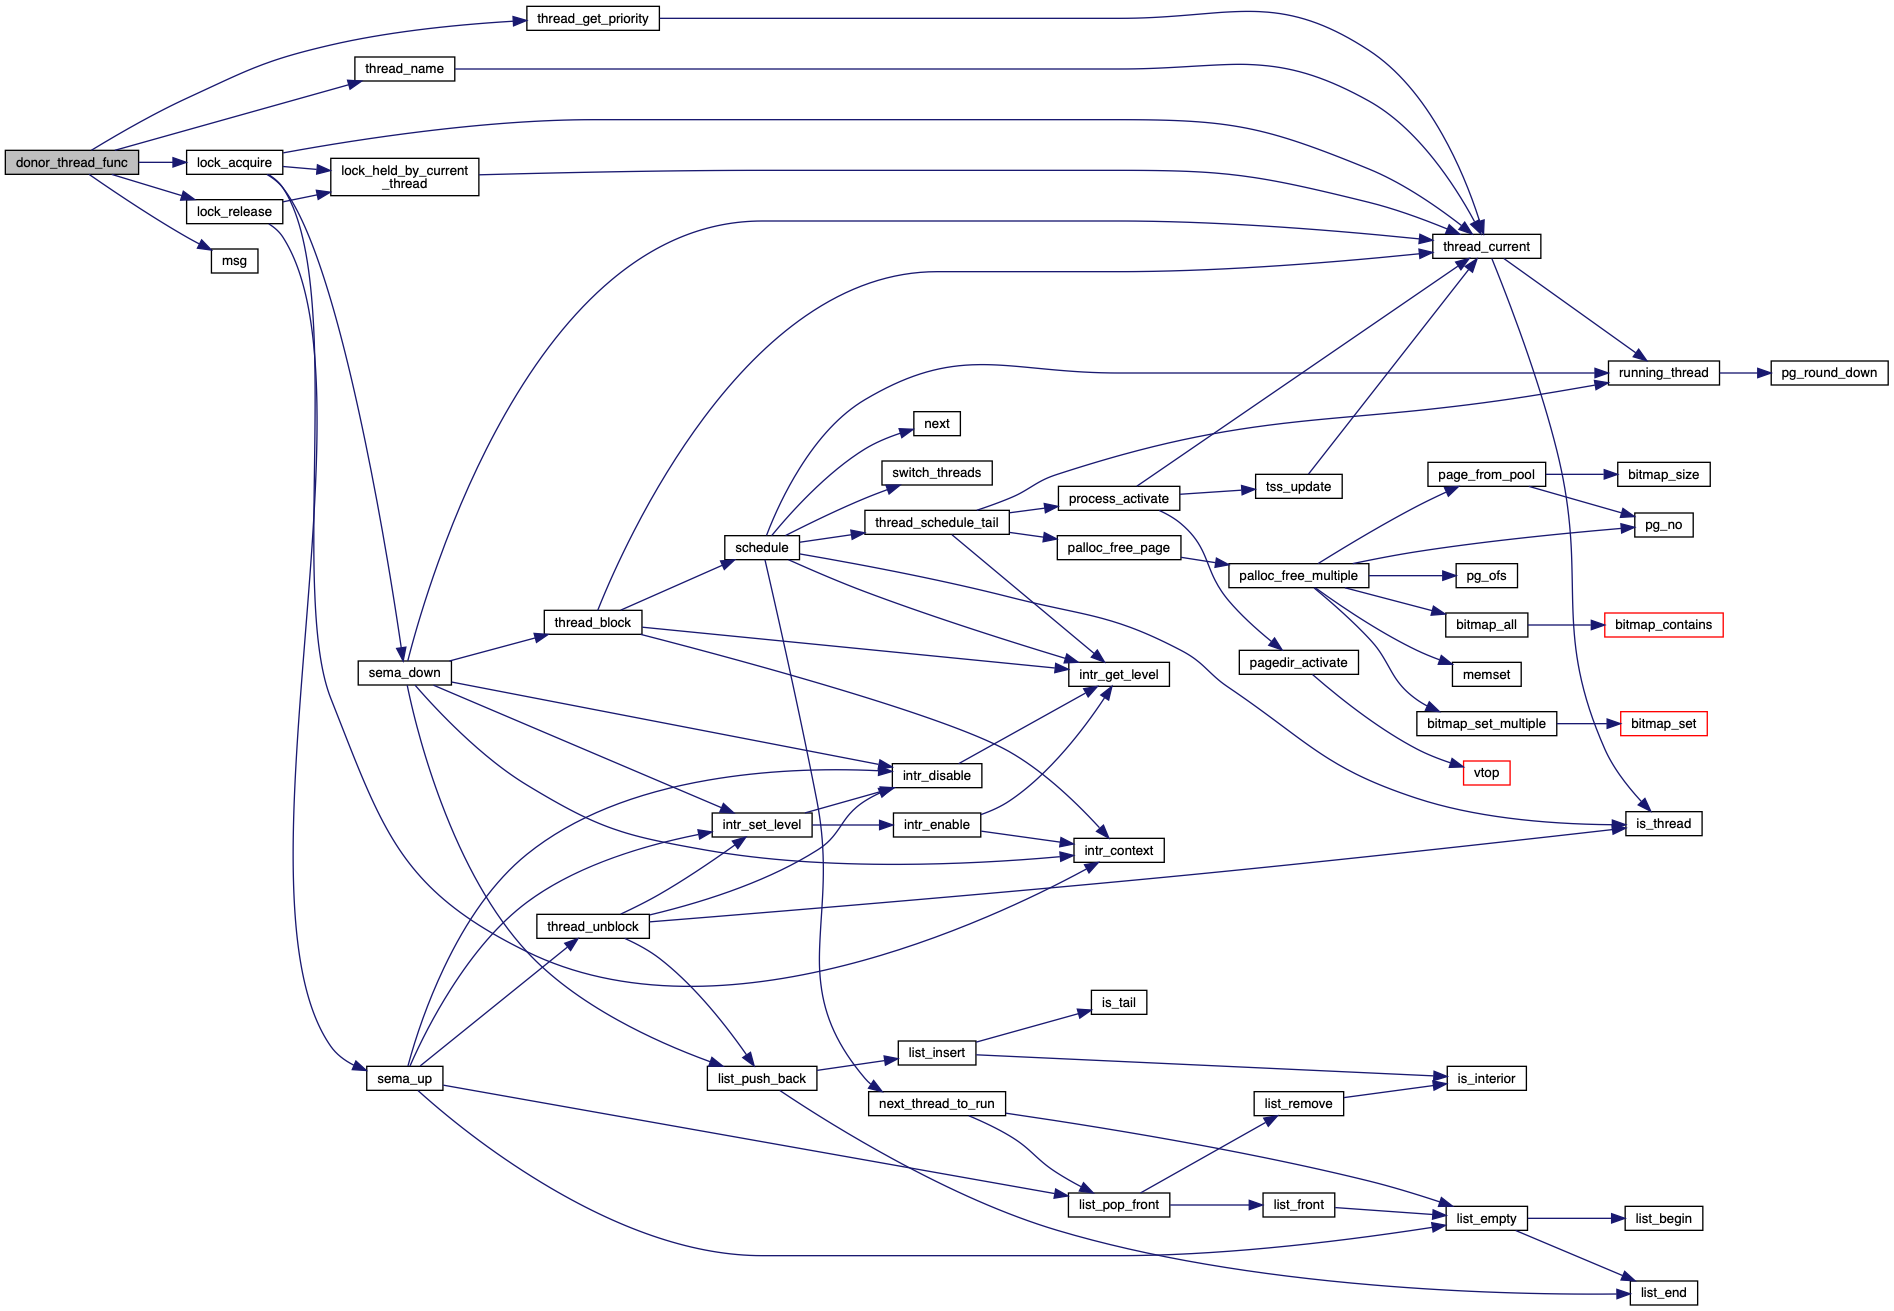 thread_get_priority
thread_name
donor_thread_func
lock_acquire
lock_held_by_current
_thread
lock_release
msg
thread_current
running_thread
pg_round_down
next
switch_threads
page_from_pool
bitmap_size
tss_update
process_activate
thread_schedule_tail
pg_no
schedule
palloc_free_page
palloc_free_multiple
pg_ofs
thread_block
bitmap_all
bitmap_contains
pagedir_activate
sema_down
intr_get_level
memset
bitmap_set_multiple
bitmap_set
intr_disable
vtop
intr_set_level
intr_enable
is_thread
intr_context
thread_unblock
is_tail
list_insert
sema_up
list_push_back
is_interior
next_thread_to_run
list_remove
list_pop_front
list_front
list_empty
list_begin
list_end